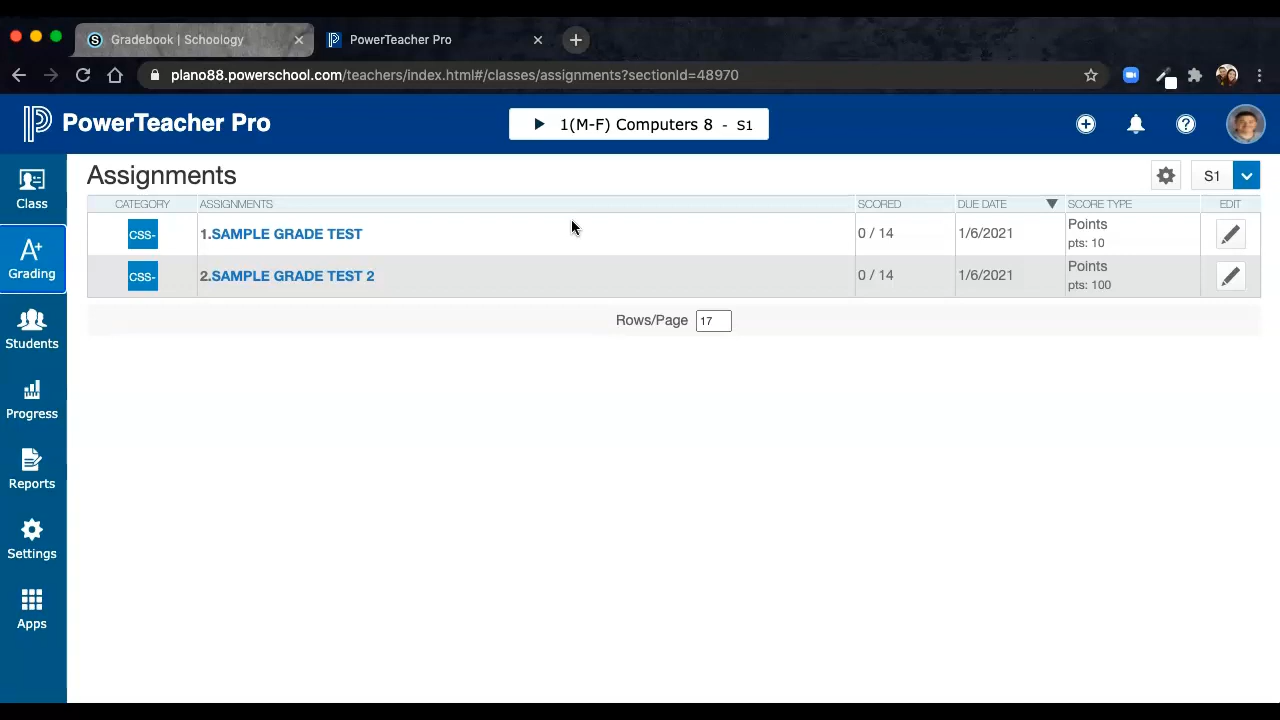 Gradebook | Schoology
PowerTeacher Pro
plano88.powerschool.com/teachers/index.html#/classes/assignments?sectionId=48970
PowerTeacher Pro
1(M-F) Computers 8 - S1
Class
Grading
Students
Progress
Reports
Settings
Apps
Assignments
S1
CATEGORY ASSIGNMENTS SCORED DUE DATE SCORE TYPE EDIT
CSS- 1.SAMPLE GRADE TEST 0 / 14 1/6/2021 Points
pts: 10
CSS- 2.SAMPLE GRADE TEST 2 0 / 14 1/6/2021 Points
pts: 100
Rows/Page 17